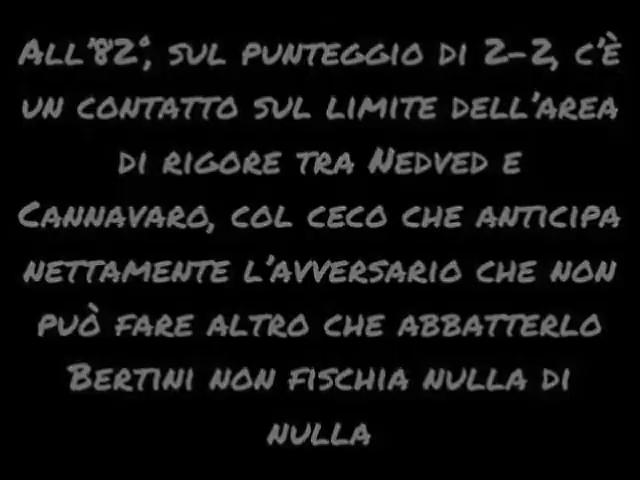 All'82°, sul punteggio di 2-2, c'è
un contatto sul limite dell'area
di rigore tra Nedved e
Cannavaro, col ceco che anticipa
nettamente l'avversario che non
può fare altro che abbatterlo
Bertini non fischia nulla di
nulla